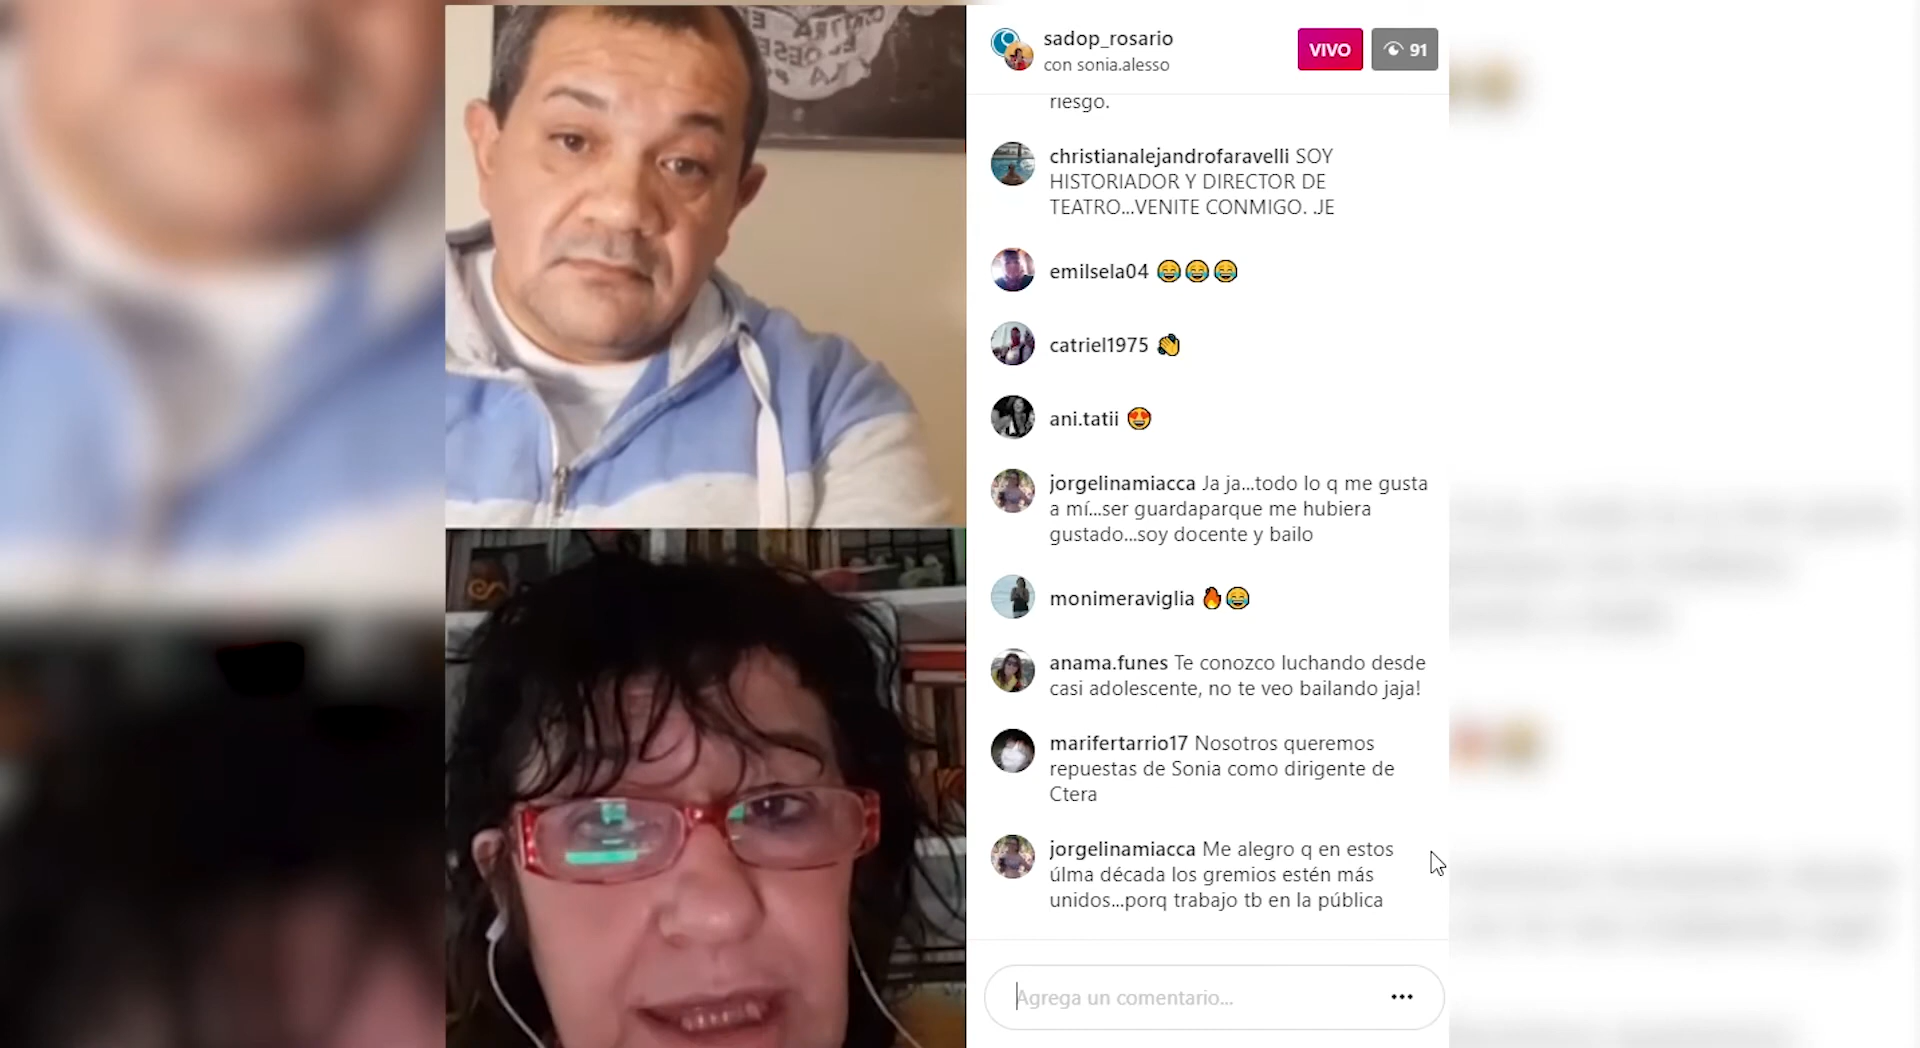 sadop_rosario
con sonia.alesso
VIVO
91
riesgo.
christianalejandrofaravelli SOY
HISTORIADOR Y DIRECTOR DE
TEATRO...VENITE CONMIGO. .JE
emilsela04 😂😂😂
catriel1975 👏
ani.tatii 😍
jorgelinamiacca Ja ja...todo lo q me gusta
a mí...ser guardaparque me hubiera
gustado...soy docente y bailo
monimeraviglia 🔥😂
anama.funes Te conozco luchando desde
casi adolescente, no te veo bailando jaja!
marifertarrio17 Nosotros queremos
repuestas de Sonia como dirigente de
Ctera
jorgelinamiacca Me alegro q en estos
úlma década los gremios estén más
unidos...porq trabajo tb en la pública
Agrega un comentario...